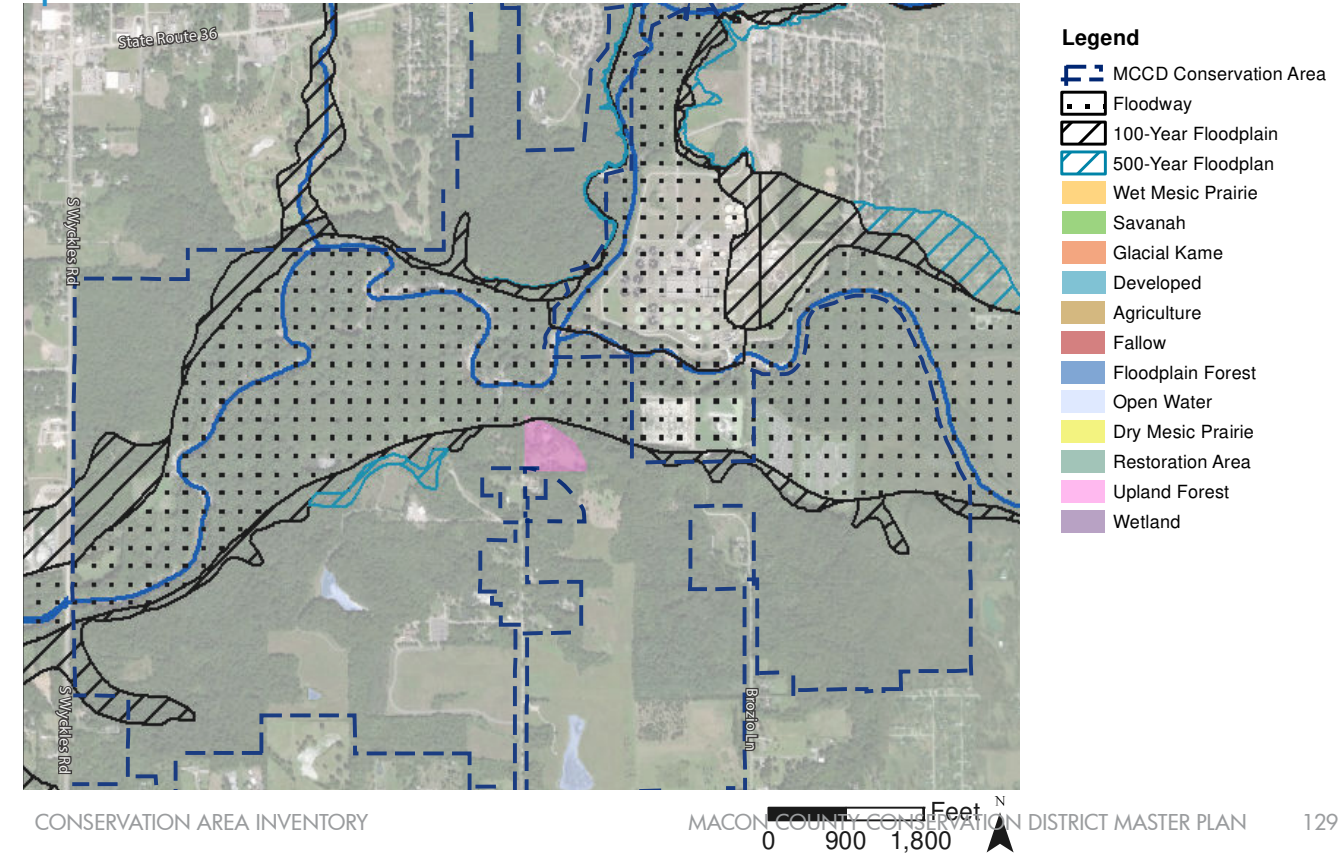 State Route 36
S Wyckles Rd
S Wyckles Rd
Brozio Ln
Legend
MCCD Conservation Area
Floodway
100-Year Floodplain
500-Year Floodplan
Wet Mesic Prairie
Savanah
Glacial Kame
Developed
Agriculture
Fallow
Floodplain Forest
Open Water
Dry Mesic Prairie
Restoration Area
Upland Forest
Wetland
Feet
N
0 900 1,800
CONSERVATION AREA INVENTORY
MACON COUNTY CONSERVATION DISTRICT MASTER PLAN 129